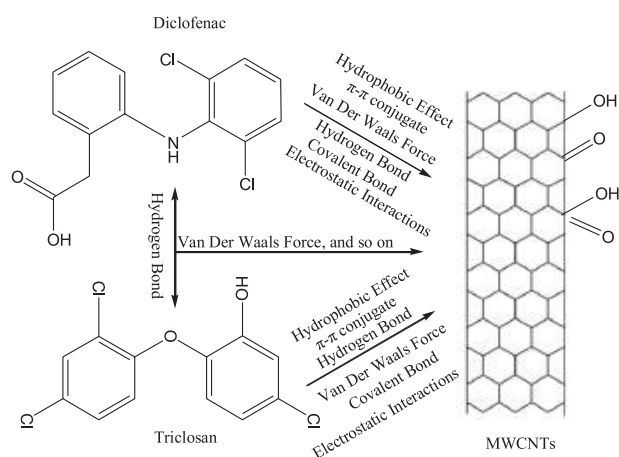 Diclofenac
Cl
N
H
Cl
O
OH
Hydrophobic Effect
π-π conjugate
Van Der Waals Force
Hydrogen Bond
Covalent Bond
Electrostatic Interactions
OH
O
OH
O
Hydrogen Bond
Van Der Waals Force, and so on
Cl
O
HO
Cl
Cl
Triclosan
Hydrophobic Effect
π-π conjugate
Hydrogen Bond
Van Der Waals Force
Covalent Bond
Electrostatic Interactions
MWCNTs